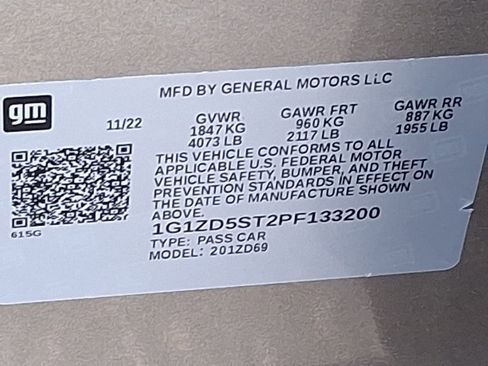 MFD BY GENERAL MOTORS LLC
gm
11/22
GVWR
1847 KG
4073 LB
GAWR FRT
960 KG
2117 LB
GAWR RR
887 KG
1955 LB
THIS VEHICLE CONFORMS TO ALL
APPLICABLE U.S. FEDERAL MOTOR
VEHICLE SAFETY, BUMPER, AND THEFT
PREVENTION STANDARDS IN EFFECT ON
THE DATE OF MANUFACTURE SHOWN
ABOVE.
1G1ZD5ST2PF133200
TYPE: PASS CAR
MODEL: 201ZD69
615G